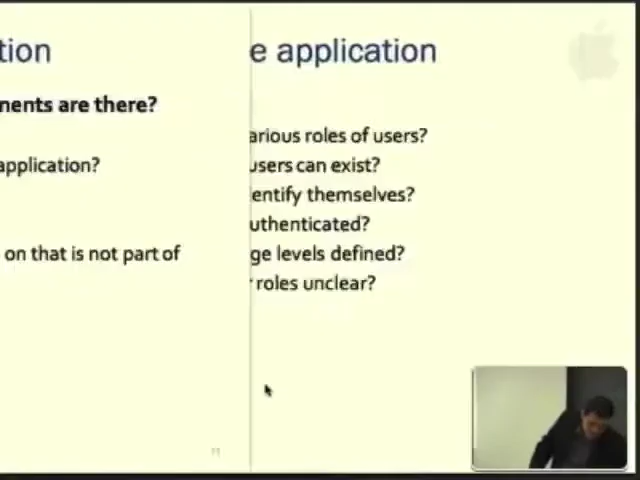 tion
nents are there?
application?
on that is not part of
e application
arious roles of users?
users can exist?
entify themselves?
uthenticated?
ge levels defined?
roles unclear?